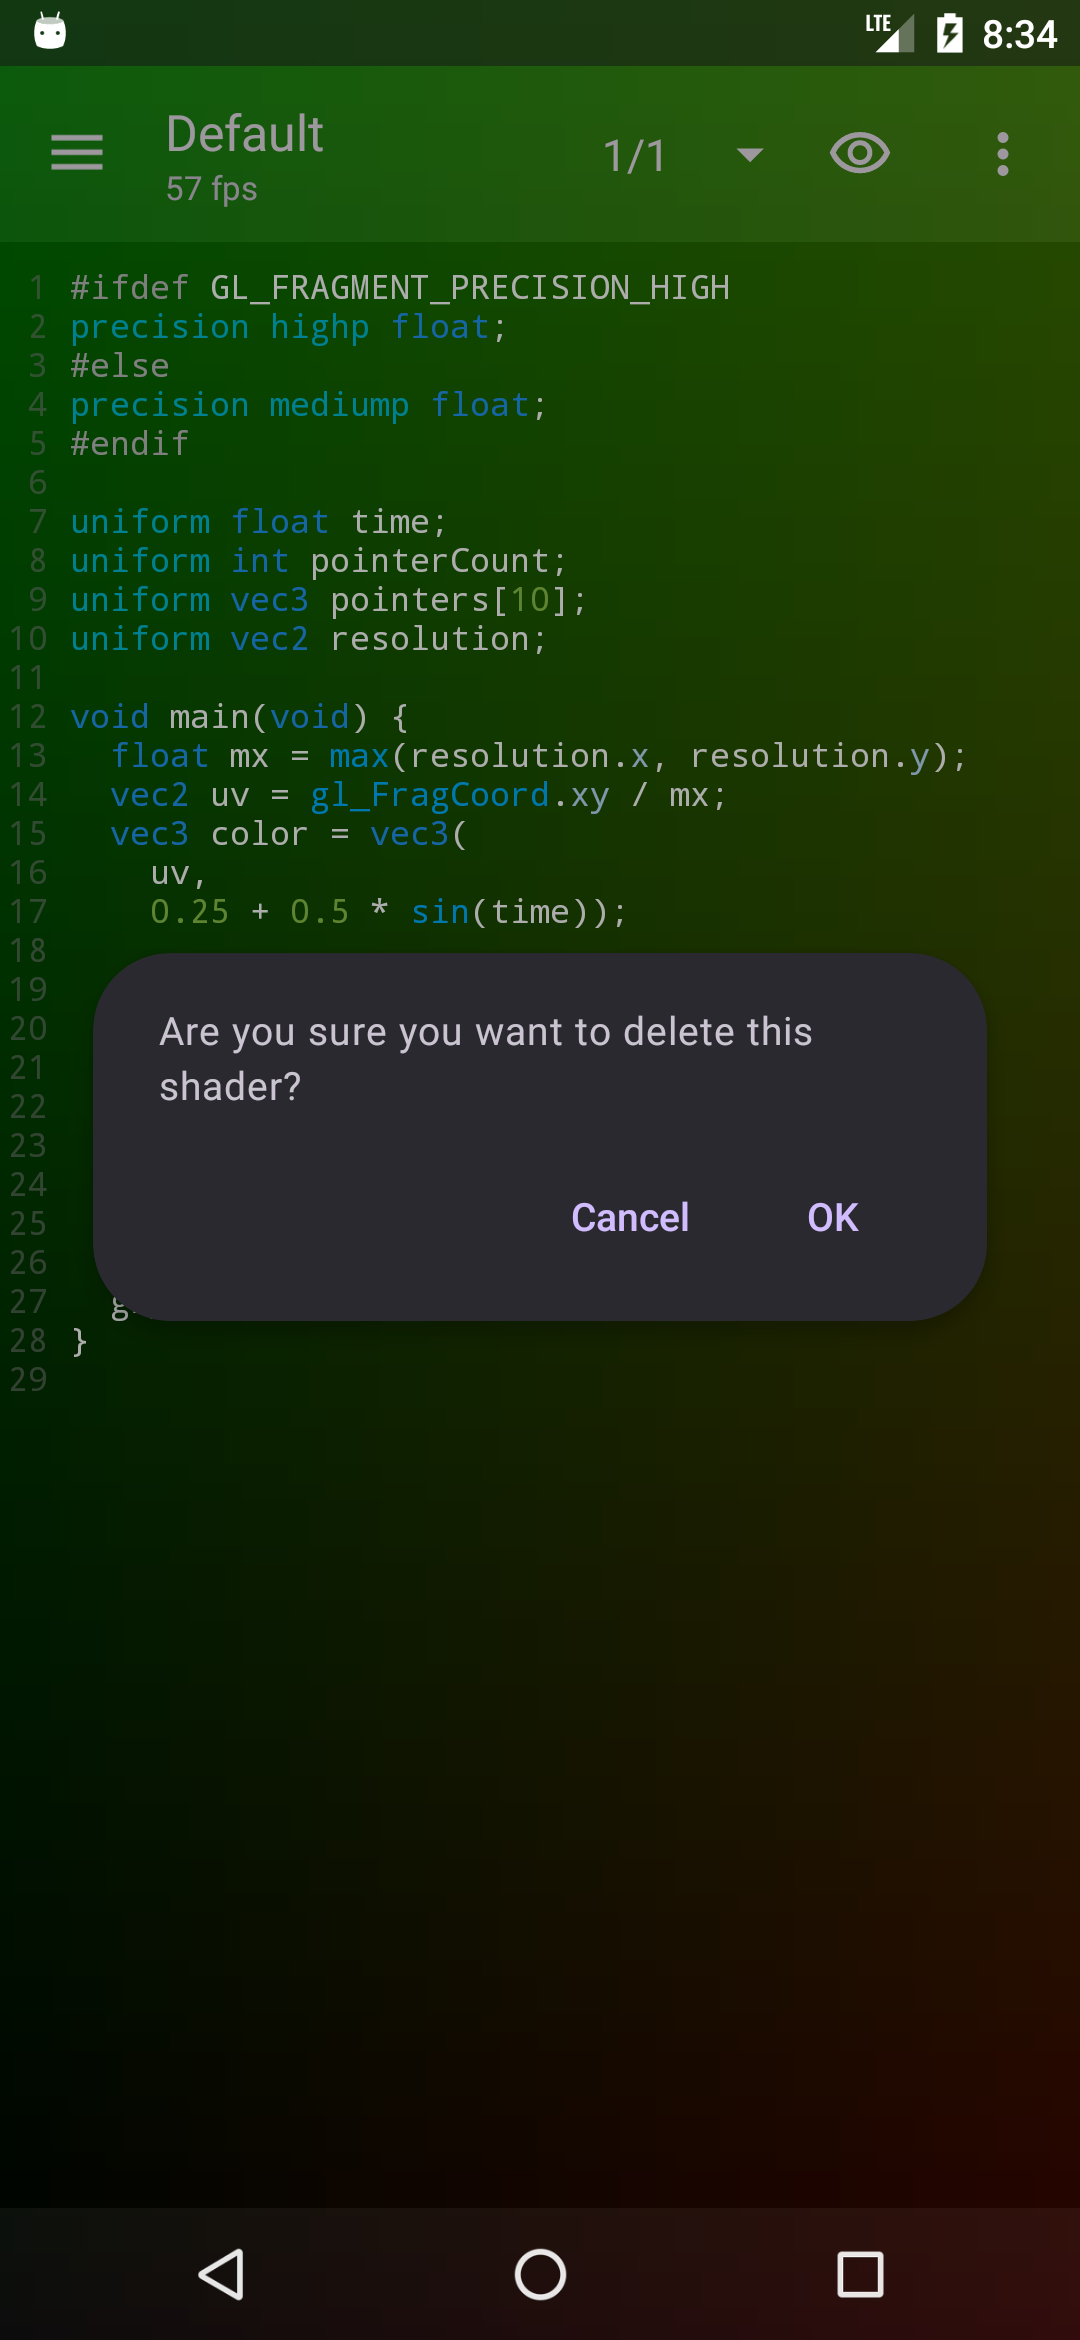 LTE 8:34
Default
57 fps
1/1
1 #ifdef GL_FRAGMENT_PRECISION_HIGH
2 precision highp float;
3 #else
4 precision mediump float;
5 #endif
6
7 uniform float time;
8 uniform int pointerCount;
9 uniform vec3 pointers[10];
10 uniform vec2 resolution;
11
12 void main(void) {
13   float mx = max(resolution.x, resolution.y);
14   vec2 uv = gl_FragCoord.xy / mx;
15   vec3 color = vec3(
16     uv,
17     0.25 + 0.5 * sin(time));
18
19
20
21
22
23
24
25
26
27
28 }
29
Are you sure you want to delete this
shader?
Cancel OK